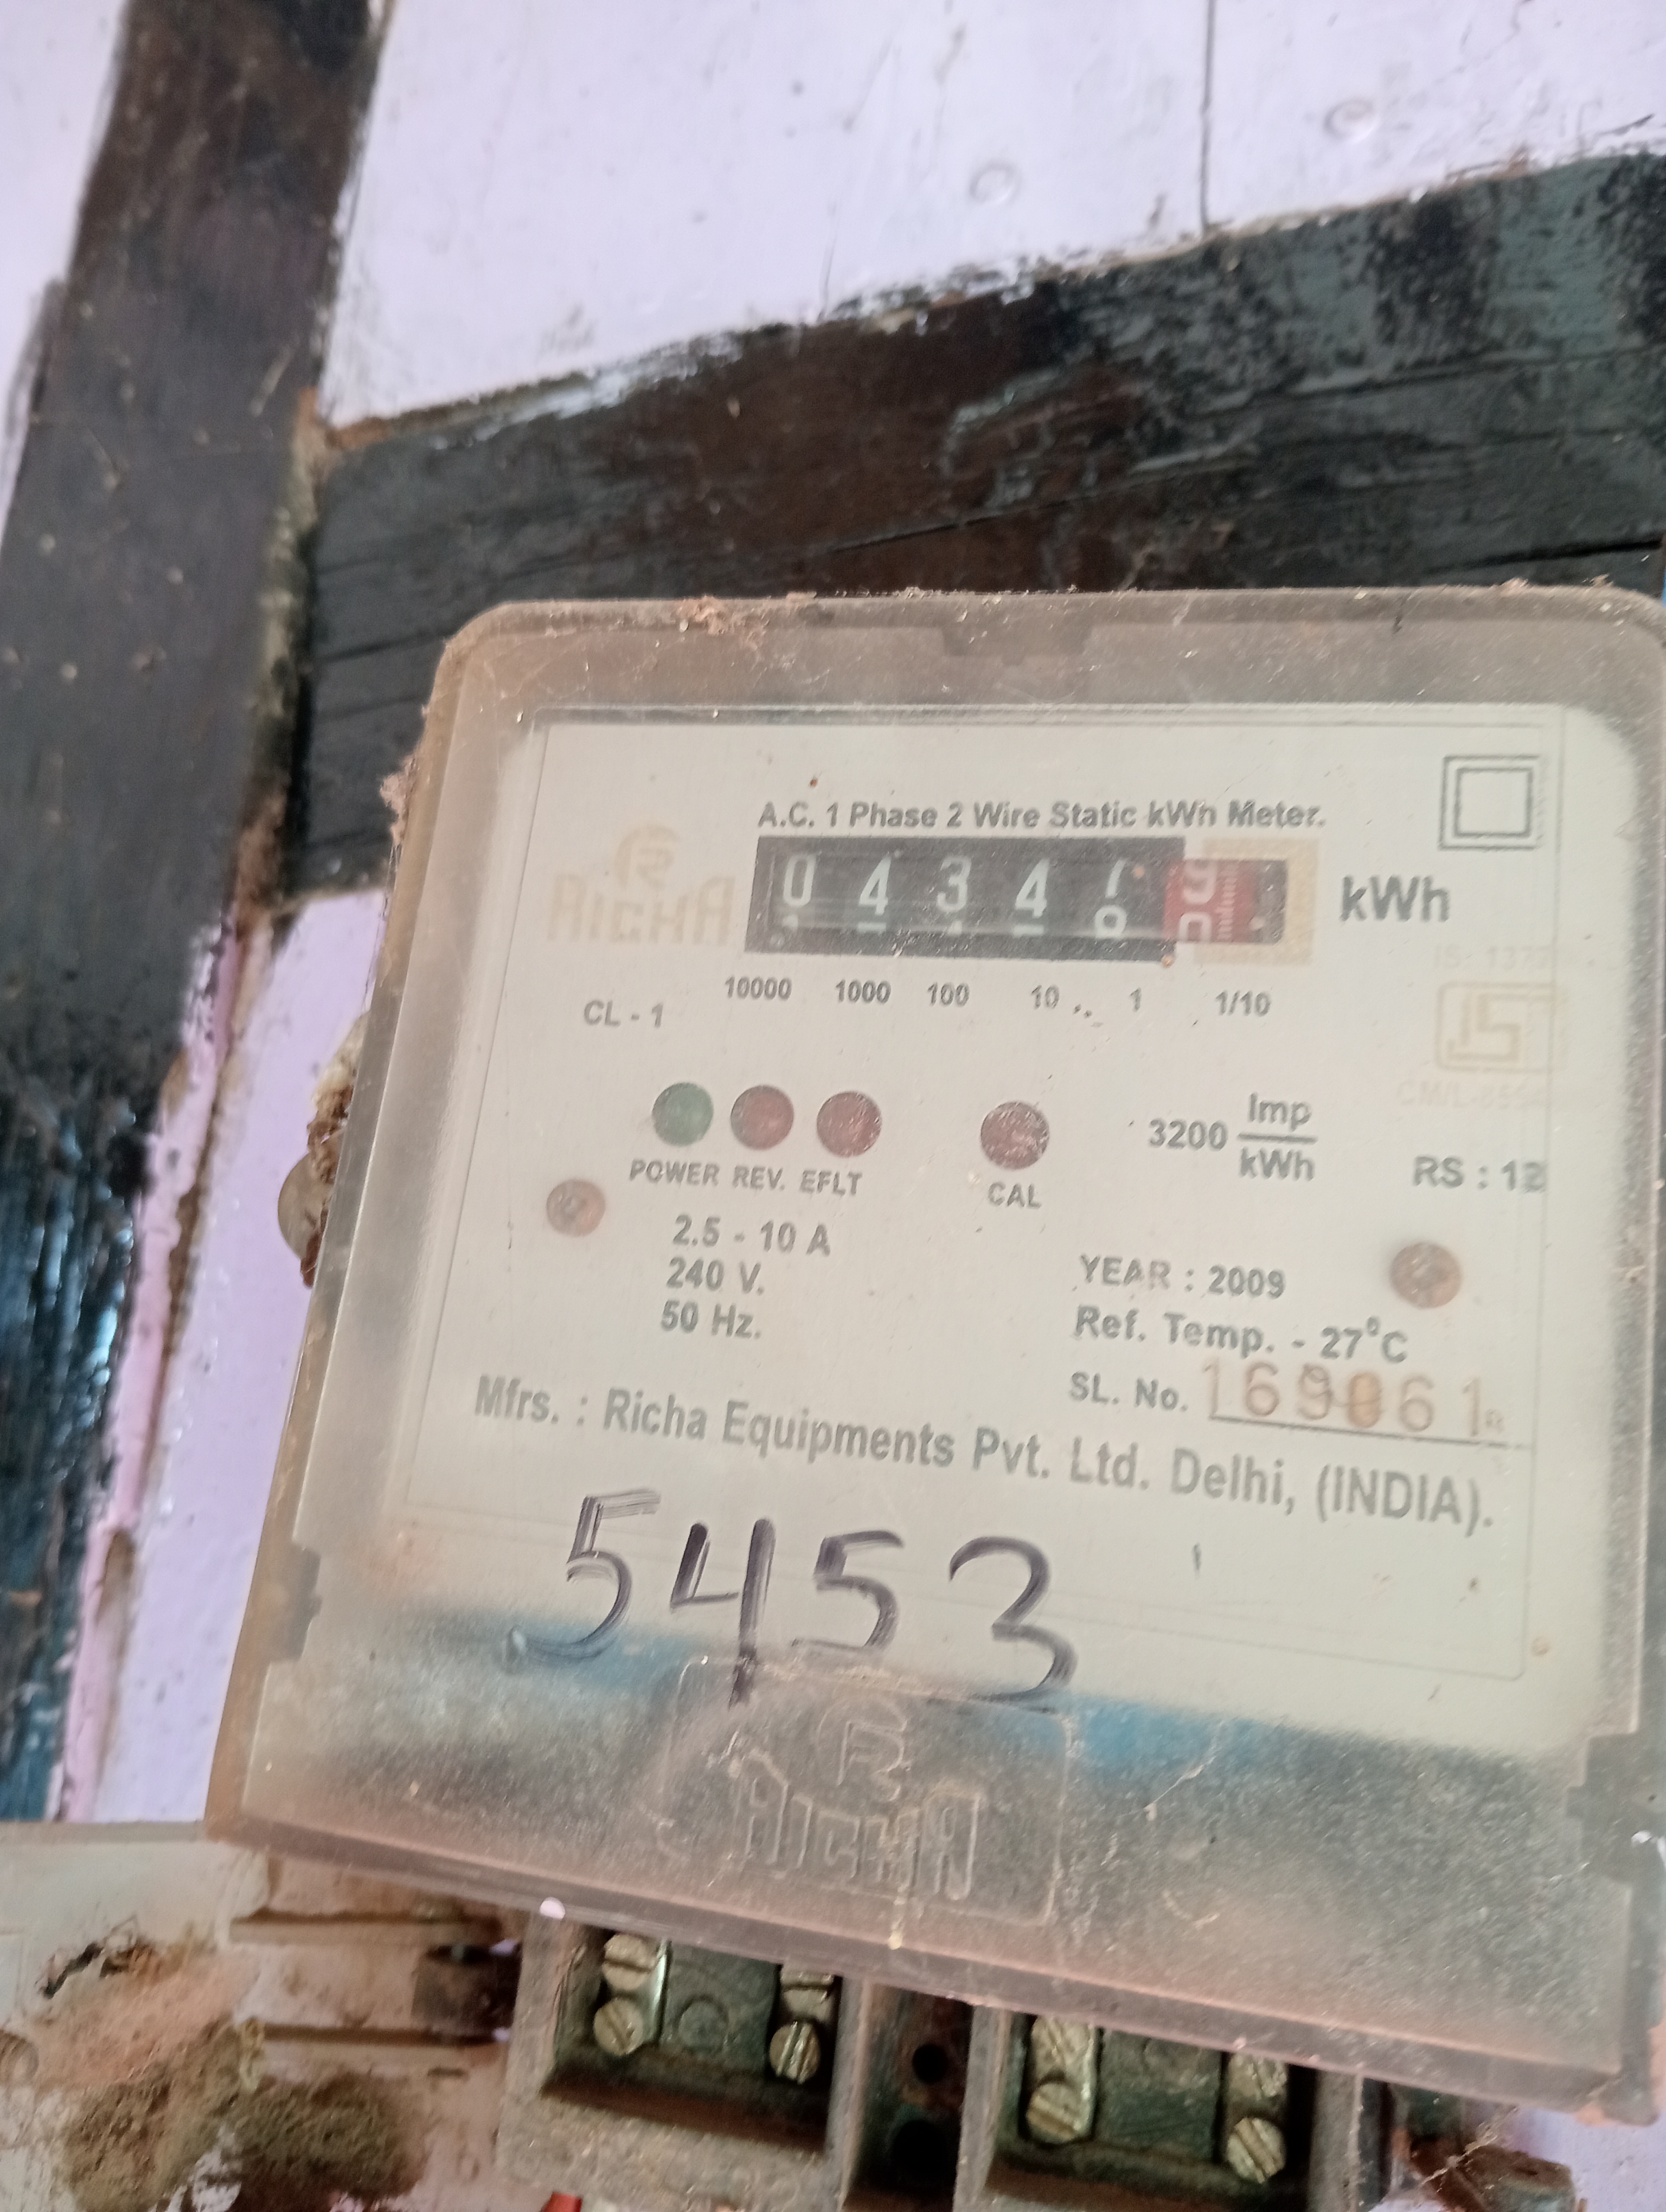 A.C. 1 Phase 2 Wire Static kWh Meter.
RICHA
0 4 3 4
kWh
10000 1000 100 10 1 1/10
CL - 1
POWER REV. EFLT
CAL
3200 Imp
kWh
RS : 12
2.5 - 10 A
240 V.
50 Hz.
YEAR : 2009
Ref. Temp. - 27°C
SL. No. 169061
Mfrs. : Richa Equipments Pvt. Ltd. Delhi, (INDIA).
5453
RICHA